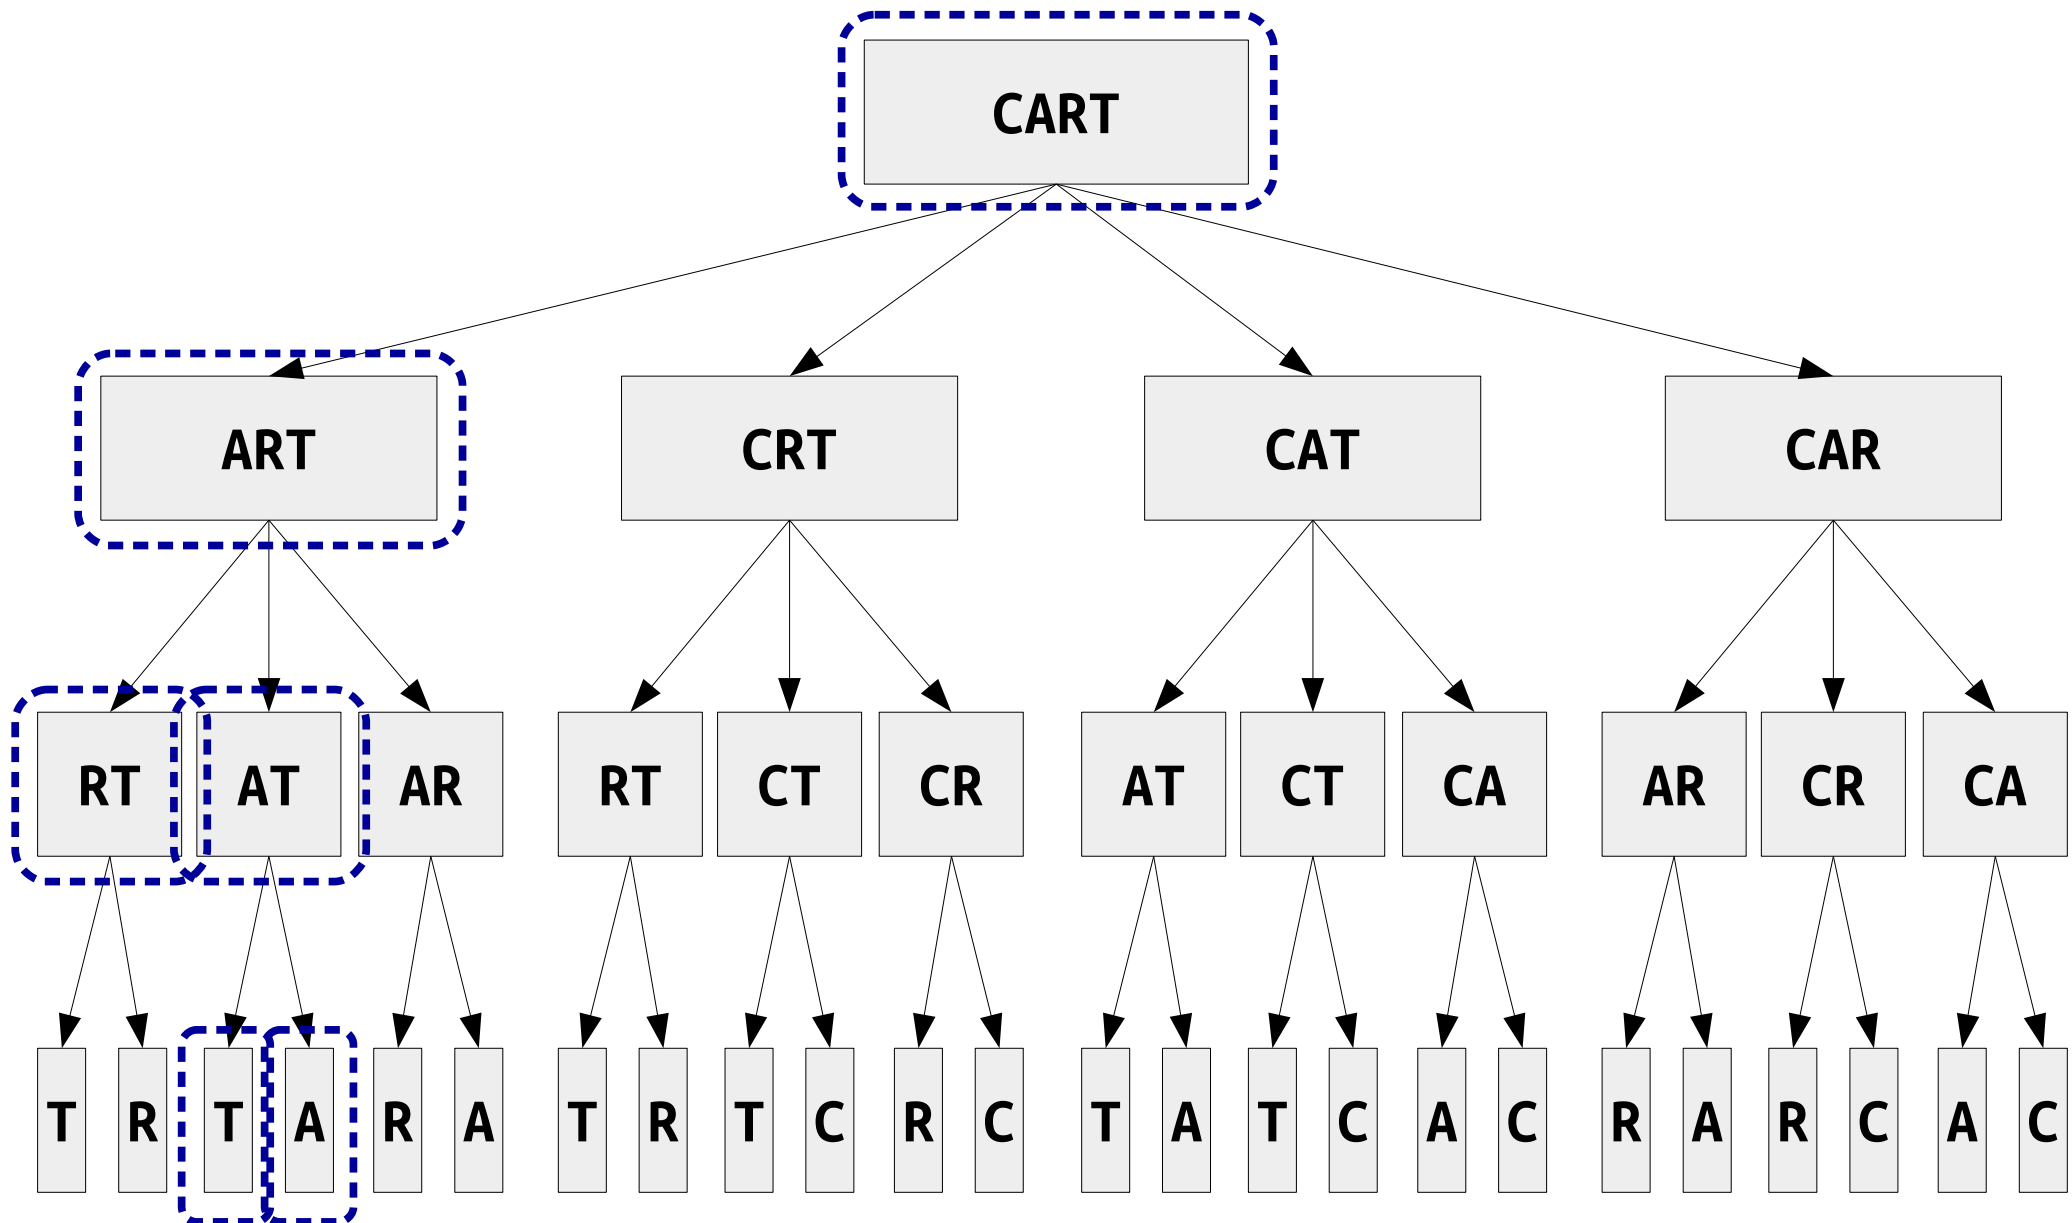 CART
ART CRT CAT CAR
RT AT AR RT CT CR AT CT CA AR CR CA
T R T A R A T R T C R C T A T C A C R A R C A C